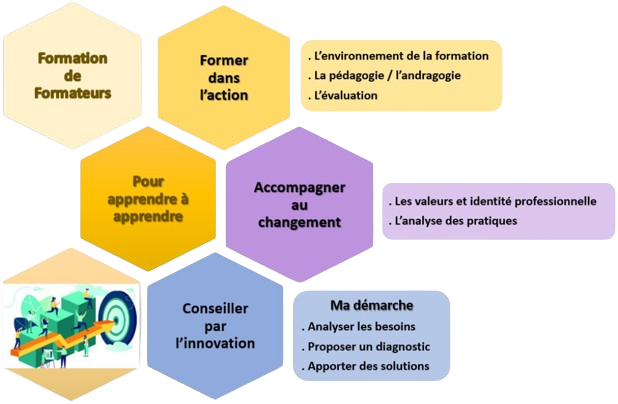 Formation
de
Formateurs
Former
dans
l'action
. L'environnement de la formation
. La pédagogie / l'andragogie
. L'évaluation
Pour
apprendre à
apprendre
Accompagner
au
changement
. Les valeurs et identité professionnelle
. L'analyse des pratiques
Conseiller
par
l'innovation
Ma démarche
. Analyser les besoins
. Proposer un diagnostic
. Apporter des solutions